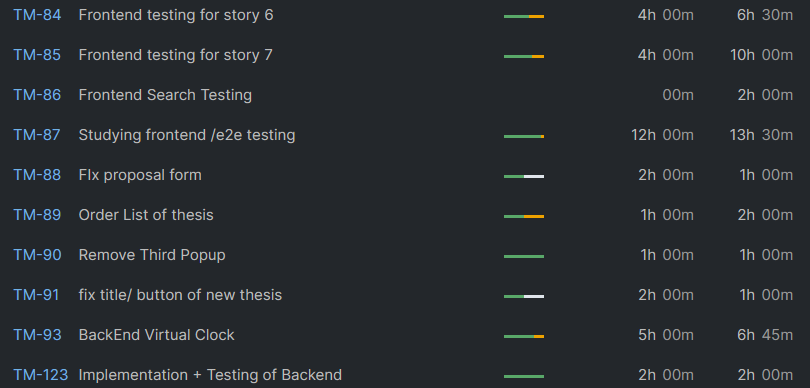 TM-84 Frontend testing for story 6 4h 00m 6h 30m
TM-85 Frontend testing for story 7 4h 00m 10h 00m
TM-86 Frontend Search Testing 00m 2h 00m
TM-87 Studying frontend /e2e testing 12h 00m 13h 30m
TM-88 FIx proposal form 2h 00m 1h 00m
TM-89 Order List of thesis 1h 00m 2h 00m
TM-90 Remove Third Popup 1h 00m 1h 00m
TM-91 fix title/ button of new thesis 2h 00m 1h 00m
TM-93 BackEnd Virtual Clock 5h 00m 6h 45m
TM-123 Implementation + Testing of Backend 2h 00m 2h 00m